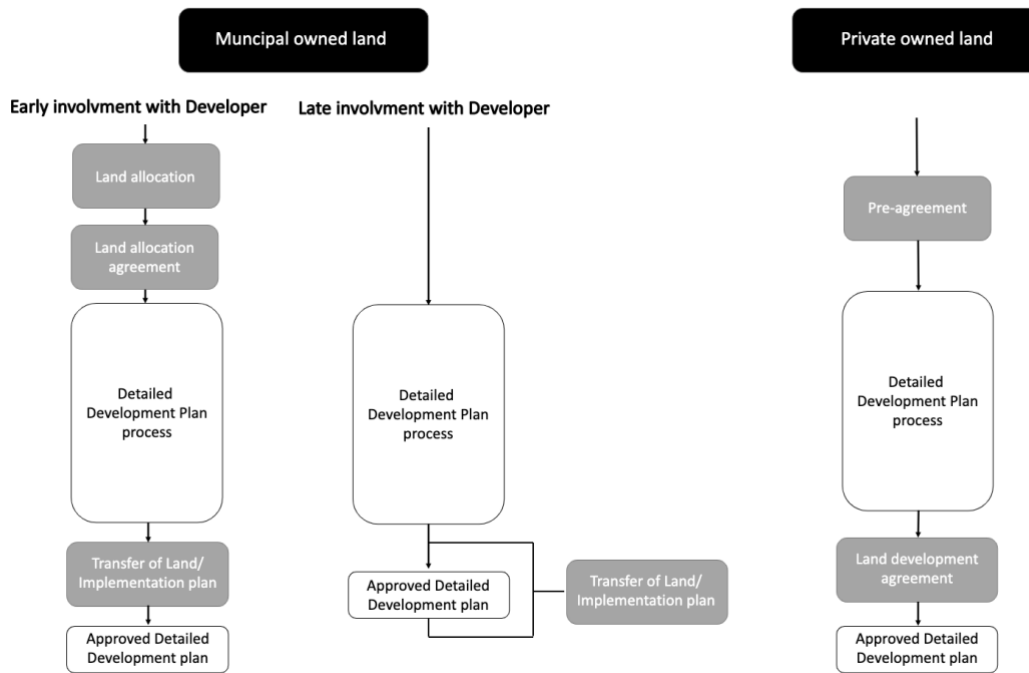 Muncipal owned land
Private owned land
Early involvment with Developer
Late involvment with Developer
Land allocation
Land allocation
agreement
Detailed
Development Plan
process
Transfer of Land/
Implementation plan
Approved Detailed
Development plan
Detailed
Development Plan
process
Approved Detailed
Development plan
Transfer of Land/
Implementation plan
Pre-agreement
Detailed
Development Plan
process
Land development
agreement
Approved Detailed
Development plan